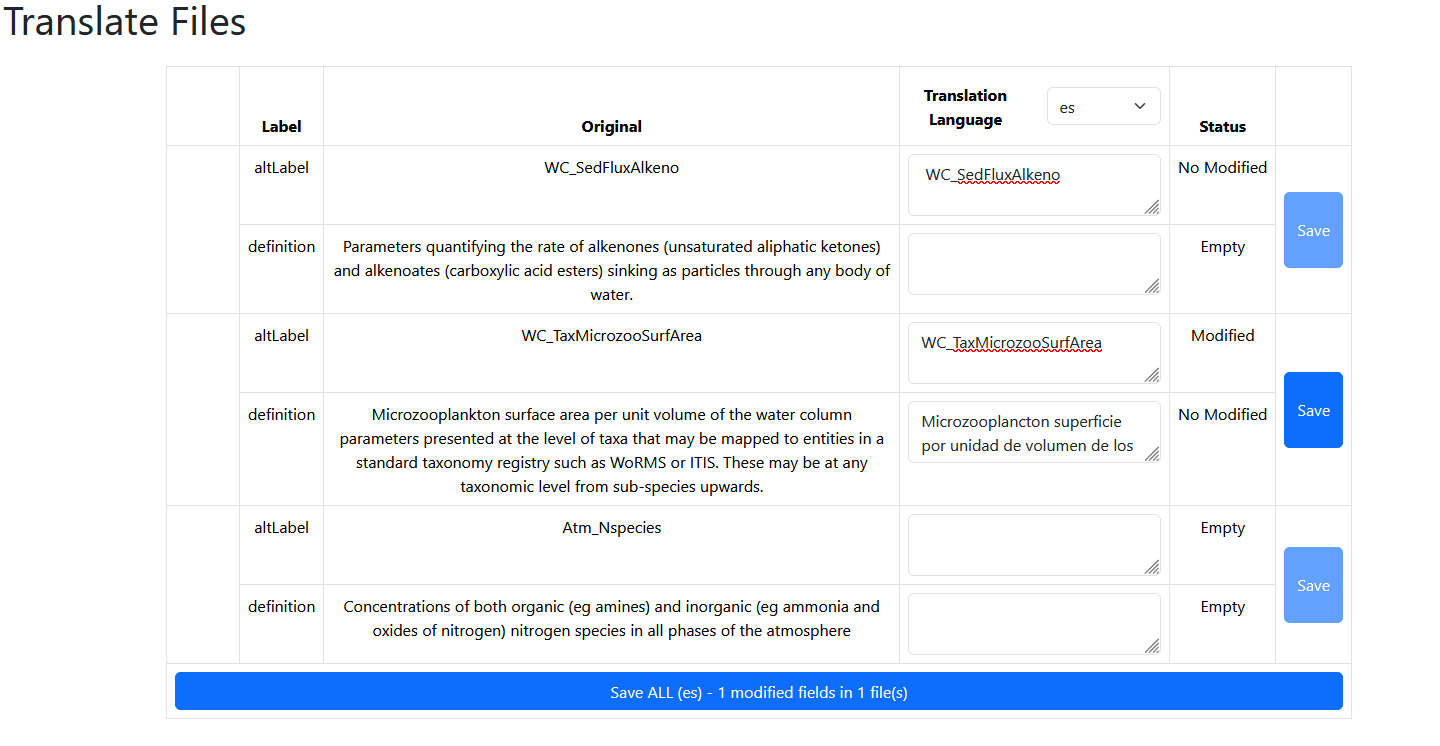 Translate Files
Label
Original
Translation
Language
es
Status
altLabel
WC_SedFluxAlkeno
WC_SedFluxAlkeno
No Modified
Save
definition
Parameters quantifying the rate of alkenones (unsaturated aliphatic ketones)
and alkenoates (carboxylic acid esters) sinking as particles through any body of
water.
Empty
altLabel
WC_TaxMicrozooSurfArea
WC_TaxMicrozooSurfArea
Modified
Save
definition
Microzooplankton surface area per unit volume of the water column
parameters presented at the level of taxa that may be mapped to entities in a
standard taxonomy registry such as WoRMS or ITIS. These may be at any
taxonomic level from sub-species upwards.
Microzooplancton superficie
por unidad de volumen de los
No Modified
altLabel
Atm_Nspecies
Empty
Save
definition
Concentrations of both organic (eg amines) and inorganic (eg ammonia and
oxides of nitrogen) nitrogen species in all phases of the atmosphere
Empty
Save ALL (es) - 1 modified fields in 1 file(s)